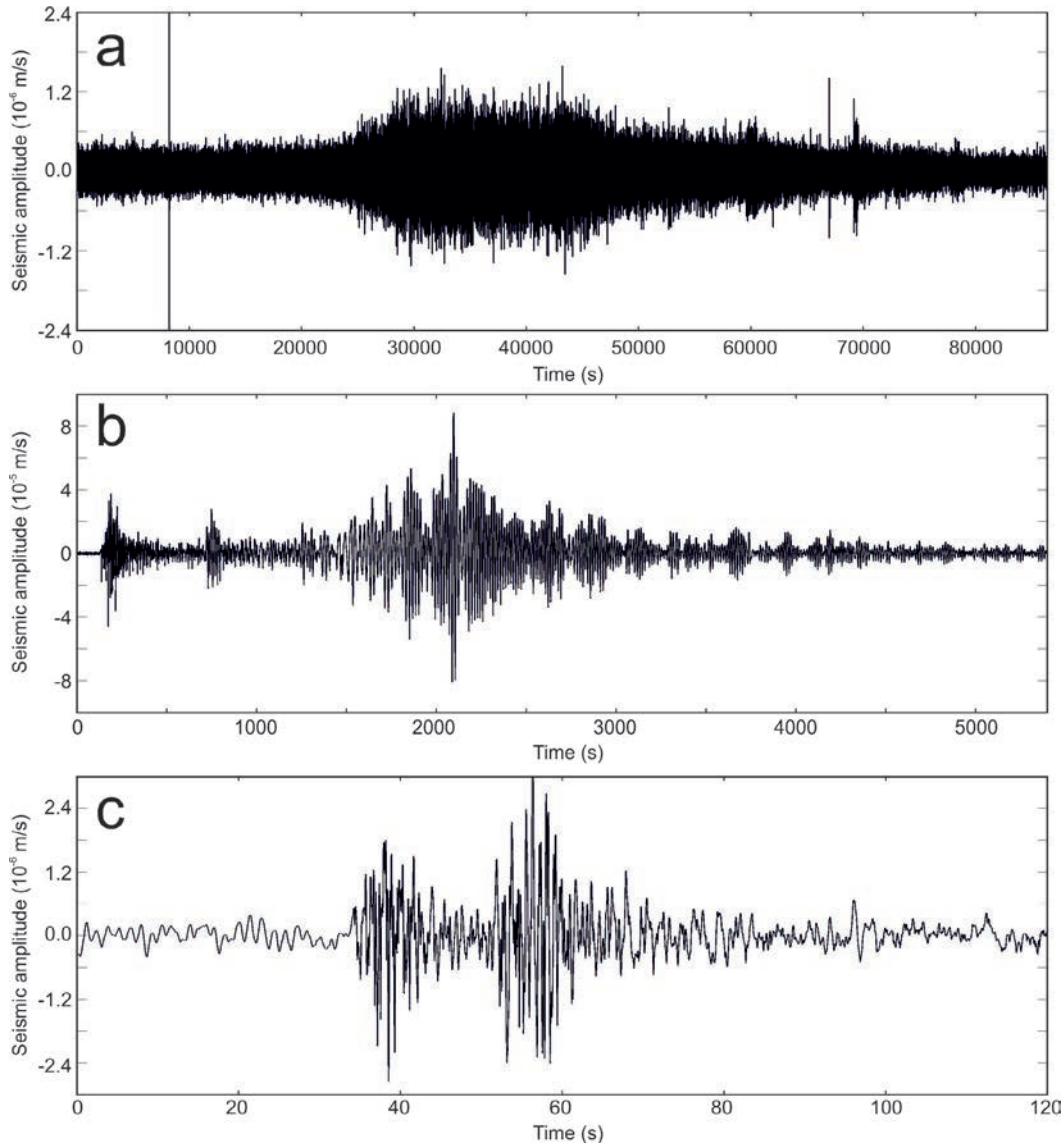 a
Seismic amplitude (10⁻⁶ m/s)
2.4
1.2
0.0
-1.2
-2.4
0 10000 20000 30000 40000 50000 60000 70000 80000
Time (s)
b
Seismic amplitude (10⁻⁵ m/s)
8
4
0
-4
-8
0 1000 2000 3000 4000 5000
Time (s)
c
Seismic amplitude (10⁻⁶ m/s)
2.4
1.2
0.0
-1.2
-2.4
0 20 40 60 80 100 120
Time (s)